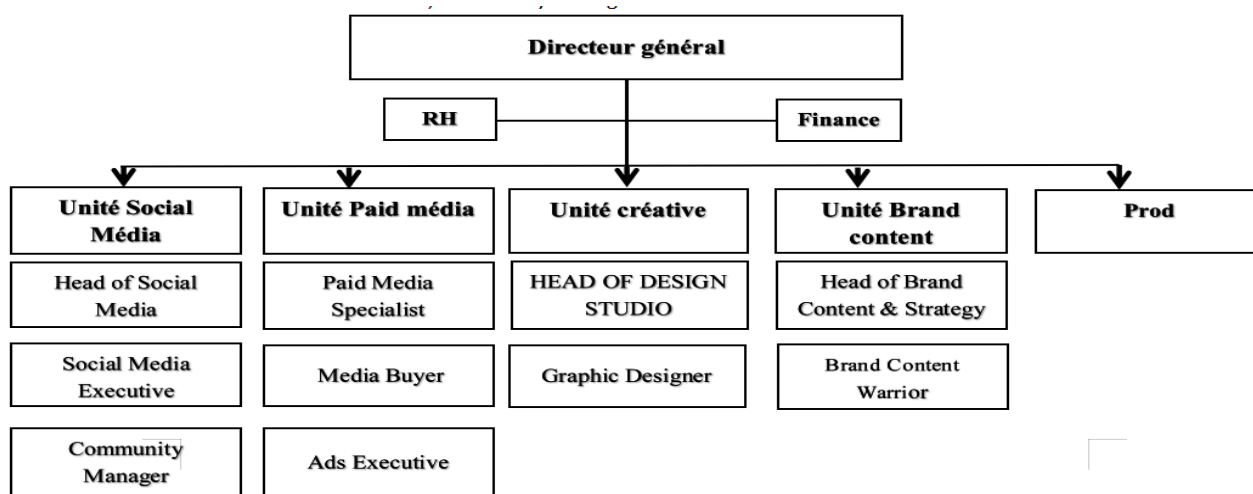 Directeur général
RH
Finance
Unité Social
Média
Unité Paid média
Unité créative
Unité Brand
content
Prod
Head of Social
Media
Paid Media
Specialist
HEAD OF DESIGN
STUDIO
Head of Brand
Content & Strategy
Social Media
Executive
Media Buyer
Graphic Designer
Brand Content
Warrior
Community
Manager
Ads Executive